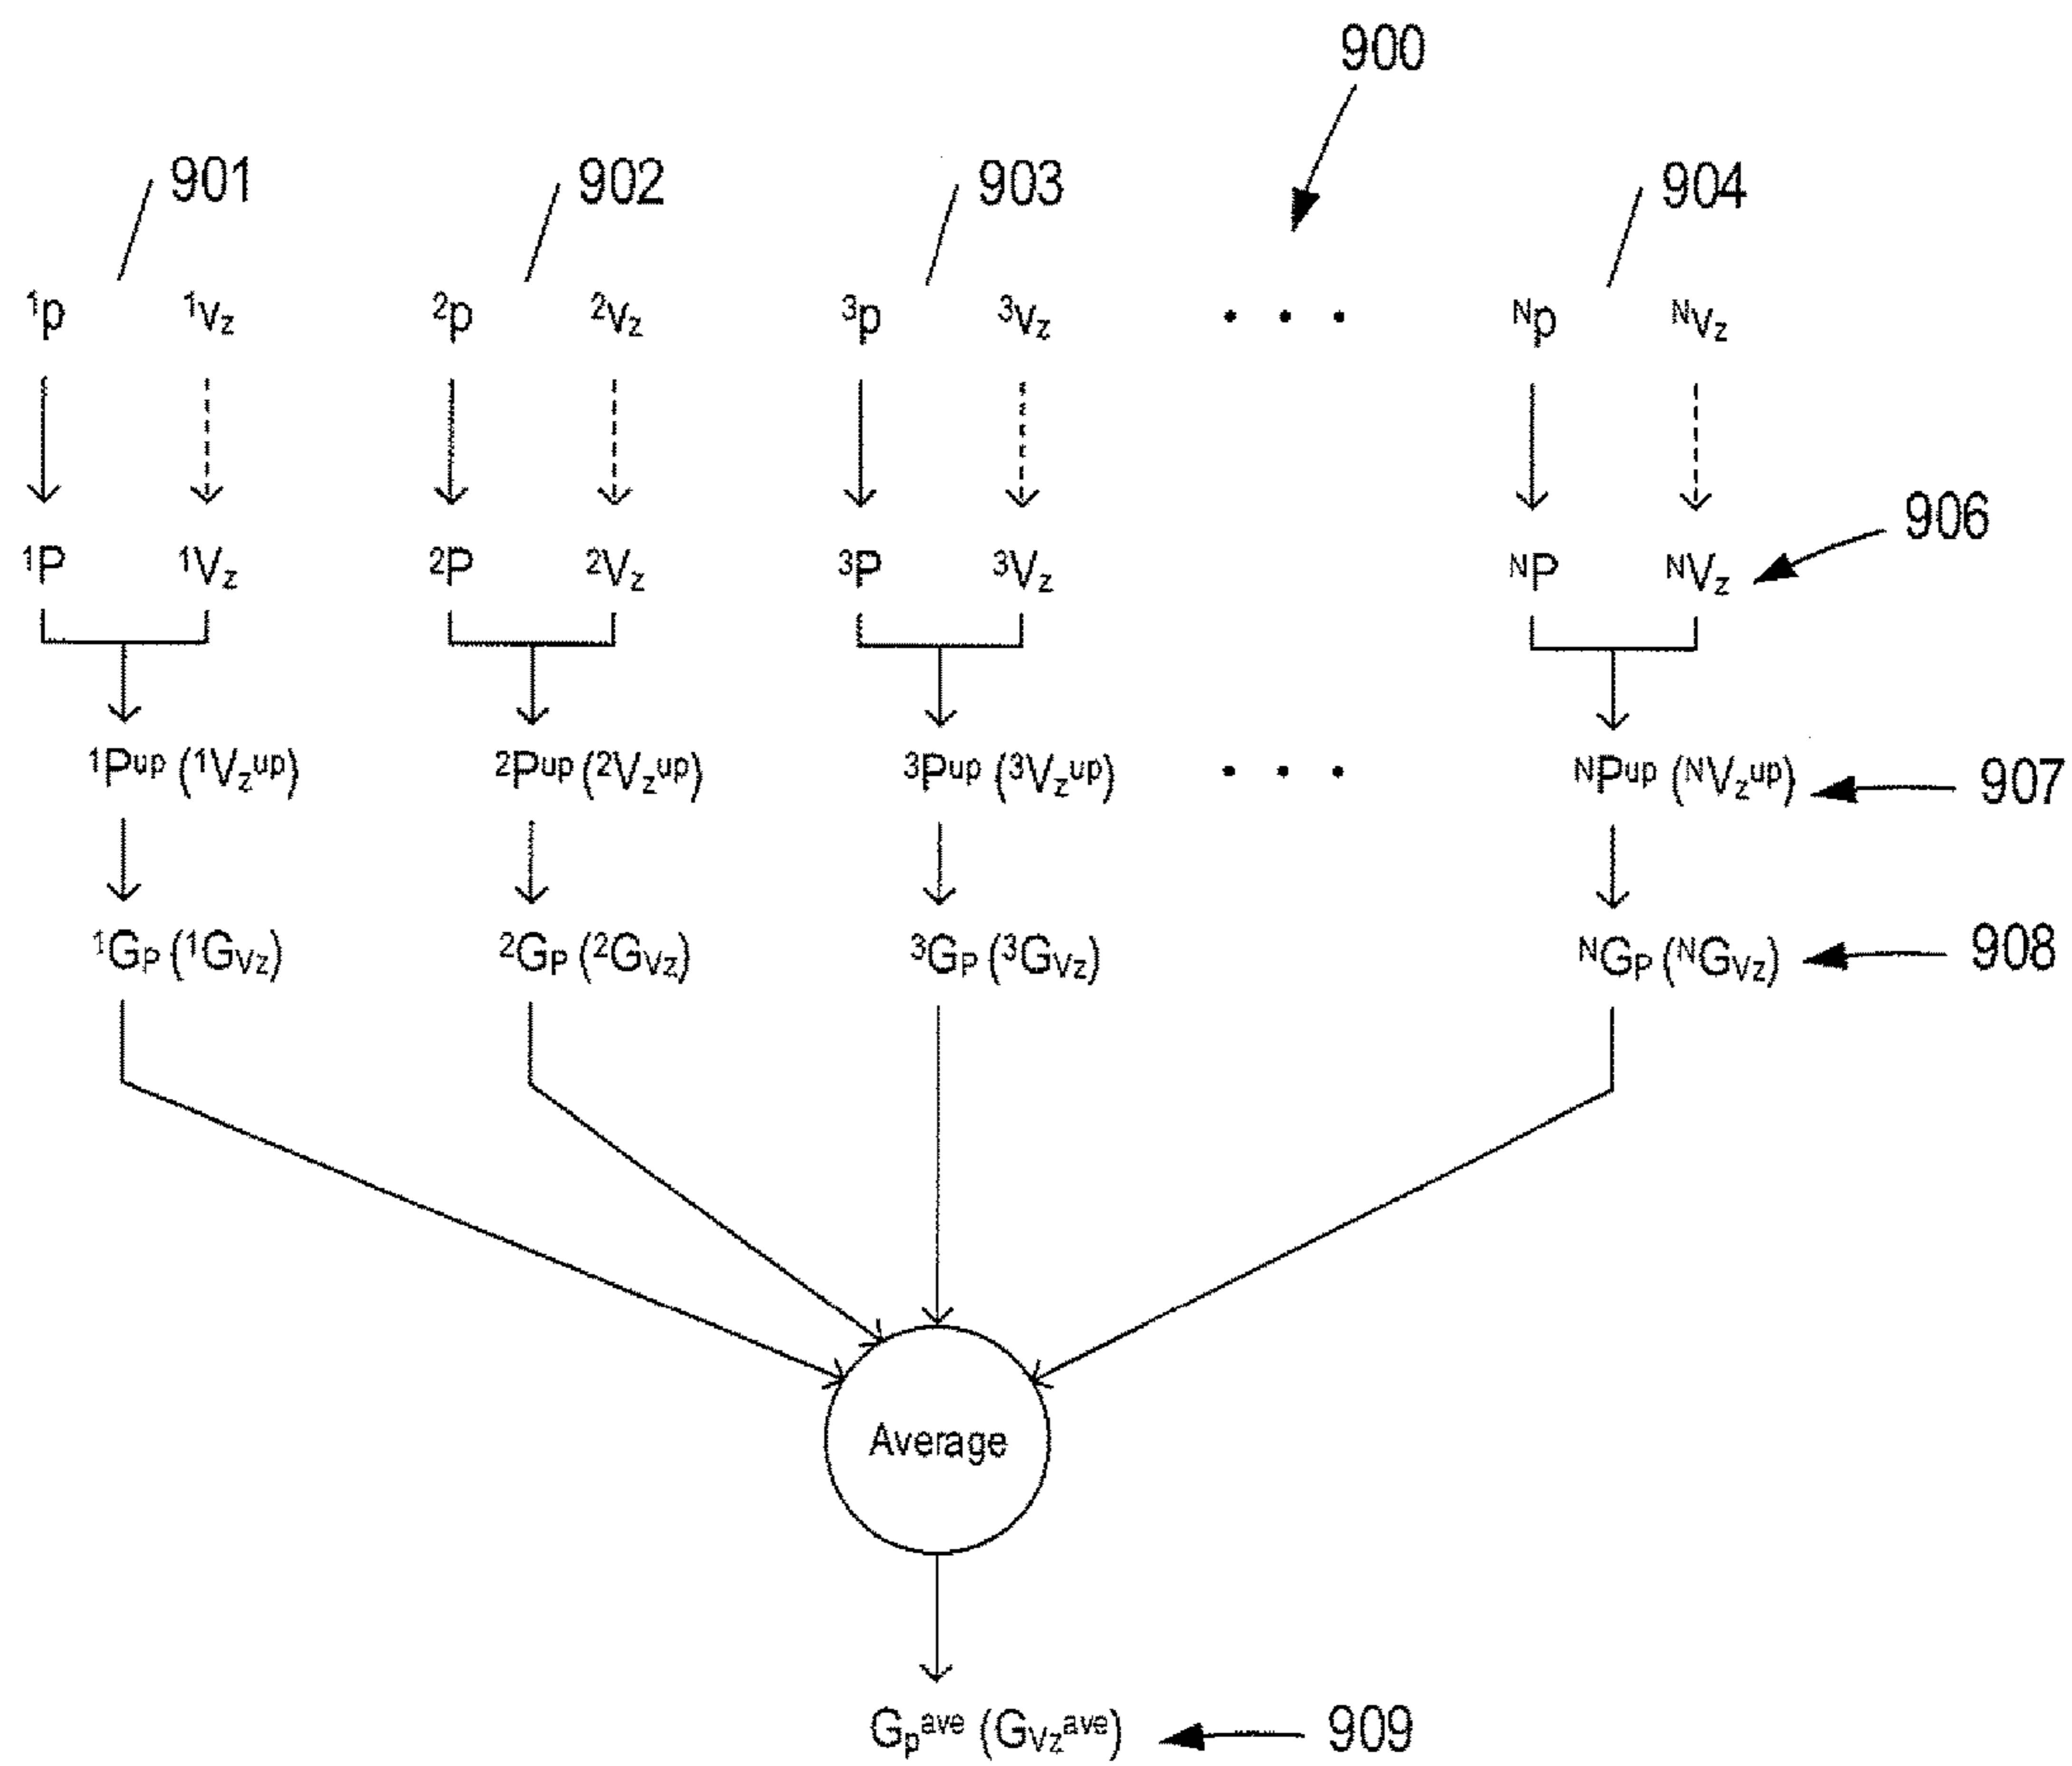 900
901 902 903 904
¹p ¹vz ²p ²vz ³p ³vz • • • ᴺp ᴺvz
906
¹P ¹Vz ²P ²Vz ³P ³Vz ᴺP ᴺVz
¹Pᵘᵖ (¹Vzᵘᵖ) ²Pᵘᵖ (²Vzᵘᵖ) ³Pᵘᵖ (³Vzᵘᵖ) • • • ᴺPᵘᵖ (ᴺVzᵘᵖ) 907
¹GP (¹GVz) ²GP (²GVz) ³GP (³GVz) ᴺGP (ᴺGVz) 908
Average
Gpᵃᵛᵉ (GVzᵃᵛᵉ) 909